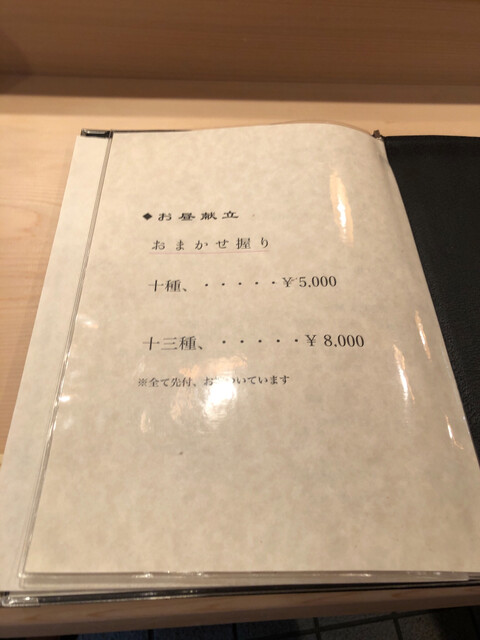 ◆お昼献立
おまかせ握り
十種、・・・・・¥5.000
十三種、・・・・・¥ 8,000
※全て先付、お ついています